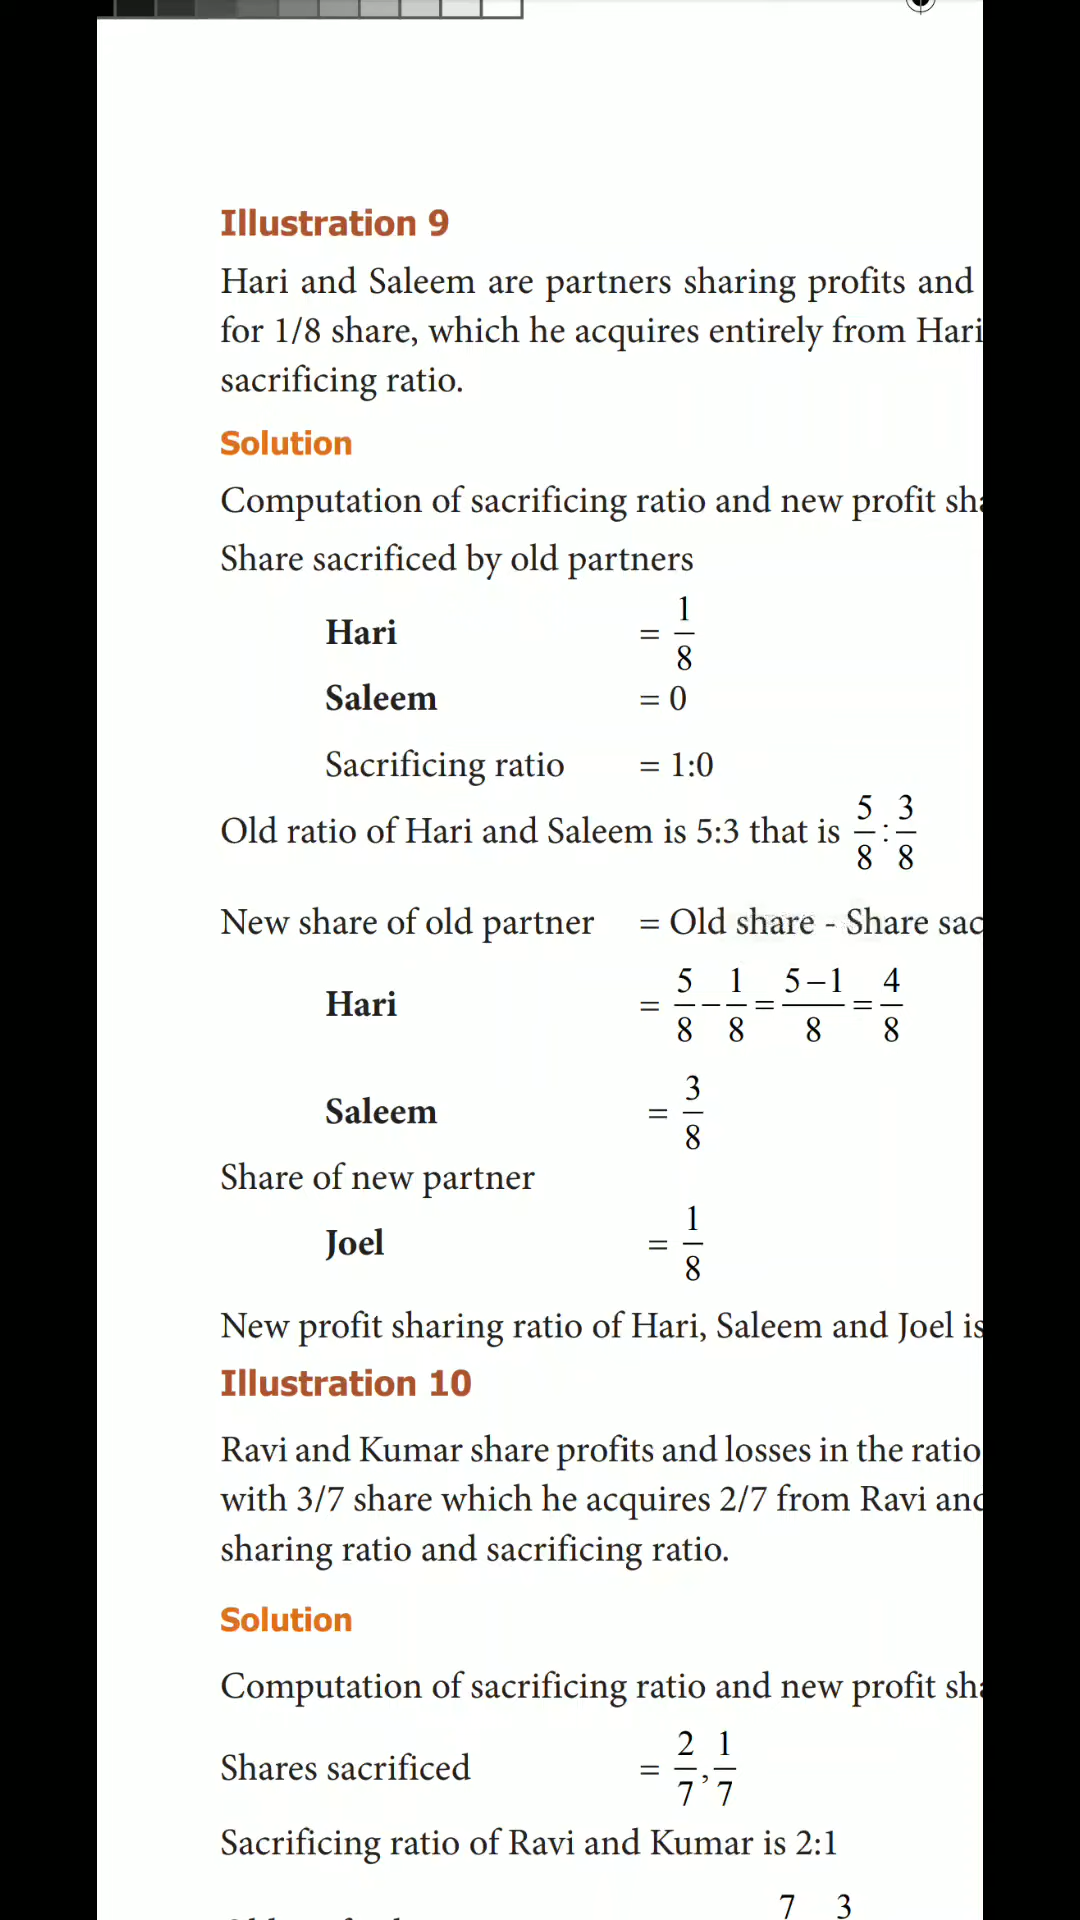 Illustration 9
Hari and Saleem are partners sharing profits and
for 1/8 share, which he acquires entirely from Hari
sacrificing ratio.
Solution
Computation of sacrificing ratio and new profit sha
Share sacrificed by old partners
Hari = 1/8
Saleem = 0
Sacrificing ratio = 1:0
Old ratio of Hari and Saleem is 5:3 that is 5/8 : 3/8
New share of old partner = Old share - Share sac
Hari = 5/8 − 1/8 = 5−1/8 = 4/8
Saleem = 3/8
Share of new partner
Joel = 1/8
New profit sharing ratio of Hari, Saleem and Joel is
Illustration 10
Ravi and Kumar share profits and losses in the ratio
with 3/7 share which he acquires 2/7 from Ravi and
sharing ratio and sacrificing ratio.
Solution
Computation of sacrificing ratio and new profit sha
Shares sacrificed = 2/7, 1/7
Sacrificing ratio of Ravi and Kumar is 2:1
7 3